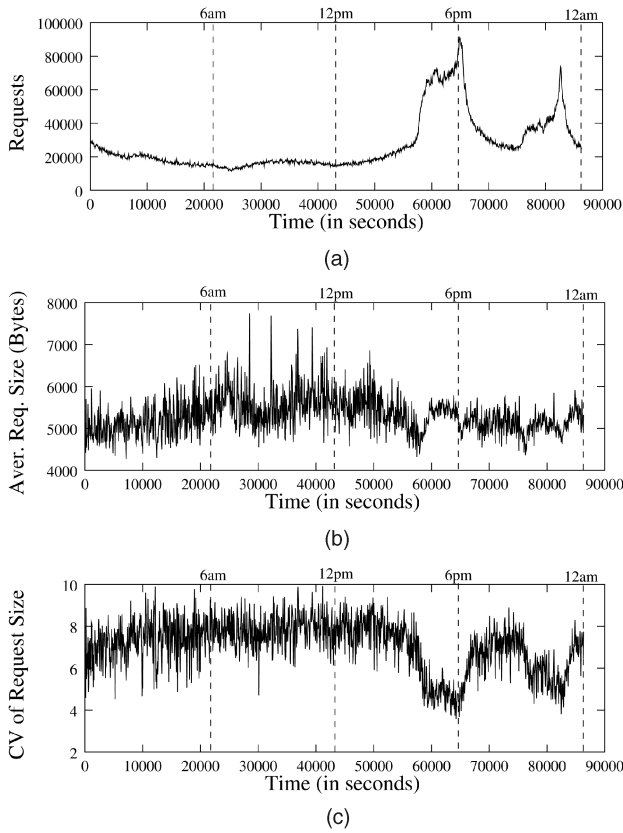 6am 12pm 6pm 12am
100000
80000
60000
40000
20000
0
Requests
0 10000 20000 30000 40000 50000 60000 70000 80000 90000
Time (in seconds)
(a)
6am 12pm 6pm 12am
8000
7000
6000
5000
4000
Aver. Req. Size (Bytes)
0 10000 20000 30000 40000 50000 60000 70000 80000 90000
Time (in seconds)
(b)
6am 12pm 6pm 12am
10
8
6
4
2
CV of Request Size
0 10000 20000 30000 40000 50000 60000 70000 80000 90000
Time (in seconds)
(c)